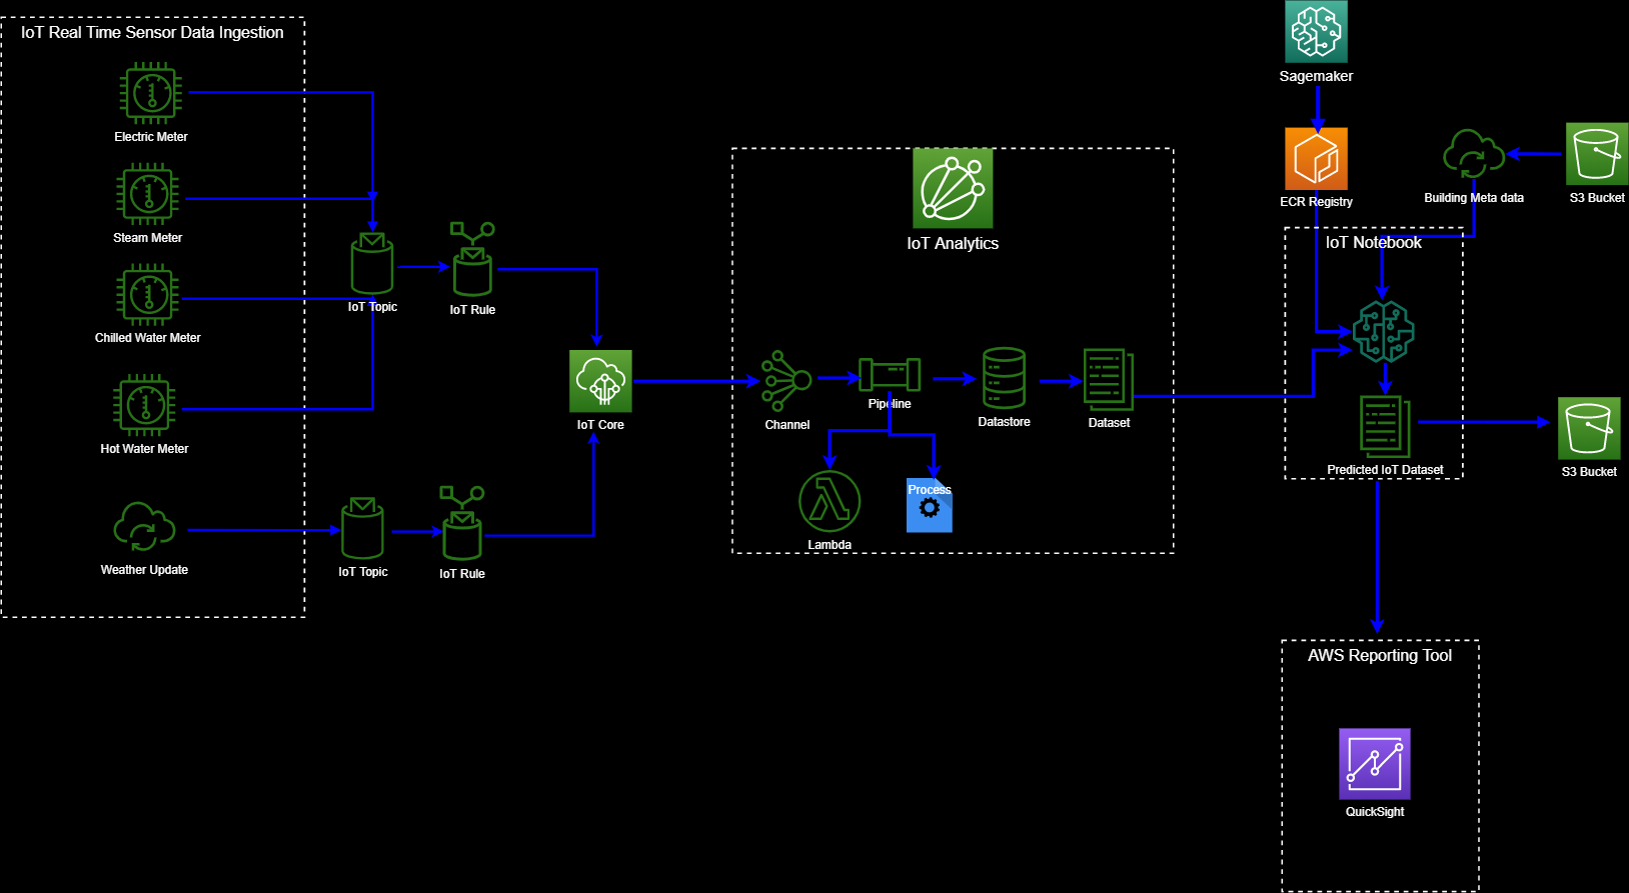 IoT Real Time Sensor Data Ingestion
Electric Meter
Steam Meter
Chilled Water Meter
Hot Water Meter
Weather Update
IoT Topic
IoT Rule
IoT Topic
IoT Rule
IoT Core
IoT Analytics
Channel
Pipeline
Datastore
Dataset
Lambda
Process
Sagemaker
ECR Registry
Building Meta data
S3 Bucket
IoT Notebook
Predicted IoT Dataset
S3 Bucket
AWS Reporting Tool
QuickSight